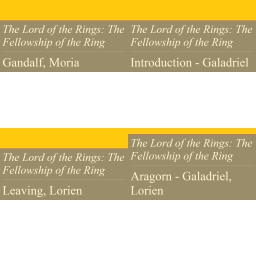 The Lord of the Rings: The
Fellowship of the Ring
Gandalf, Moria
The Lord of the Rings: The
Fellowship of the Ring
Introduction - Galadriel
The Lord of the Rings: The
Fellowship of the Ring
Leaving, Lorien
The Lord of the Rings: The
Fellowship of the Ring
Aragorn - Galadriel,
Lorien